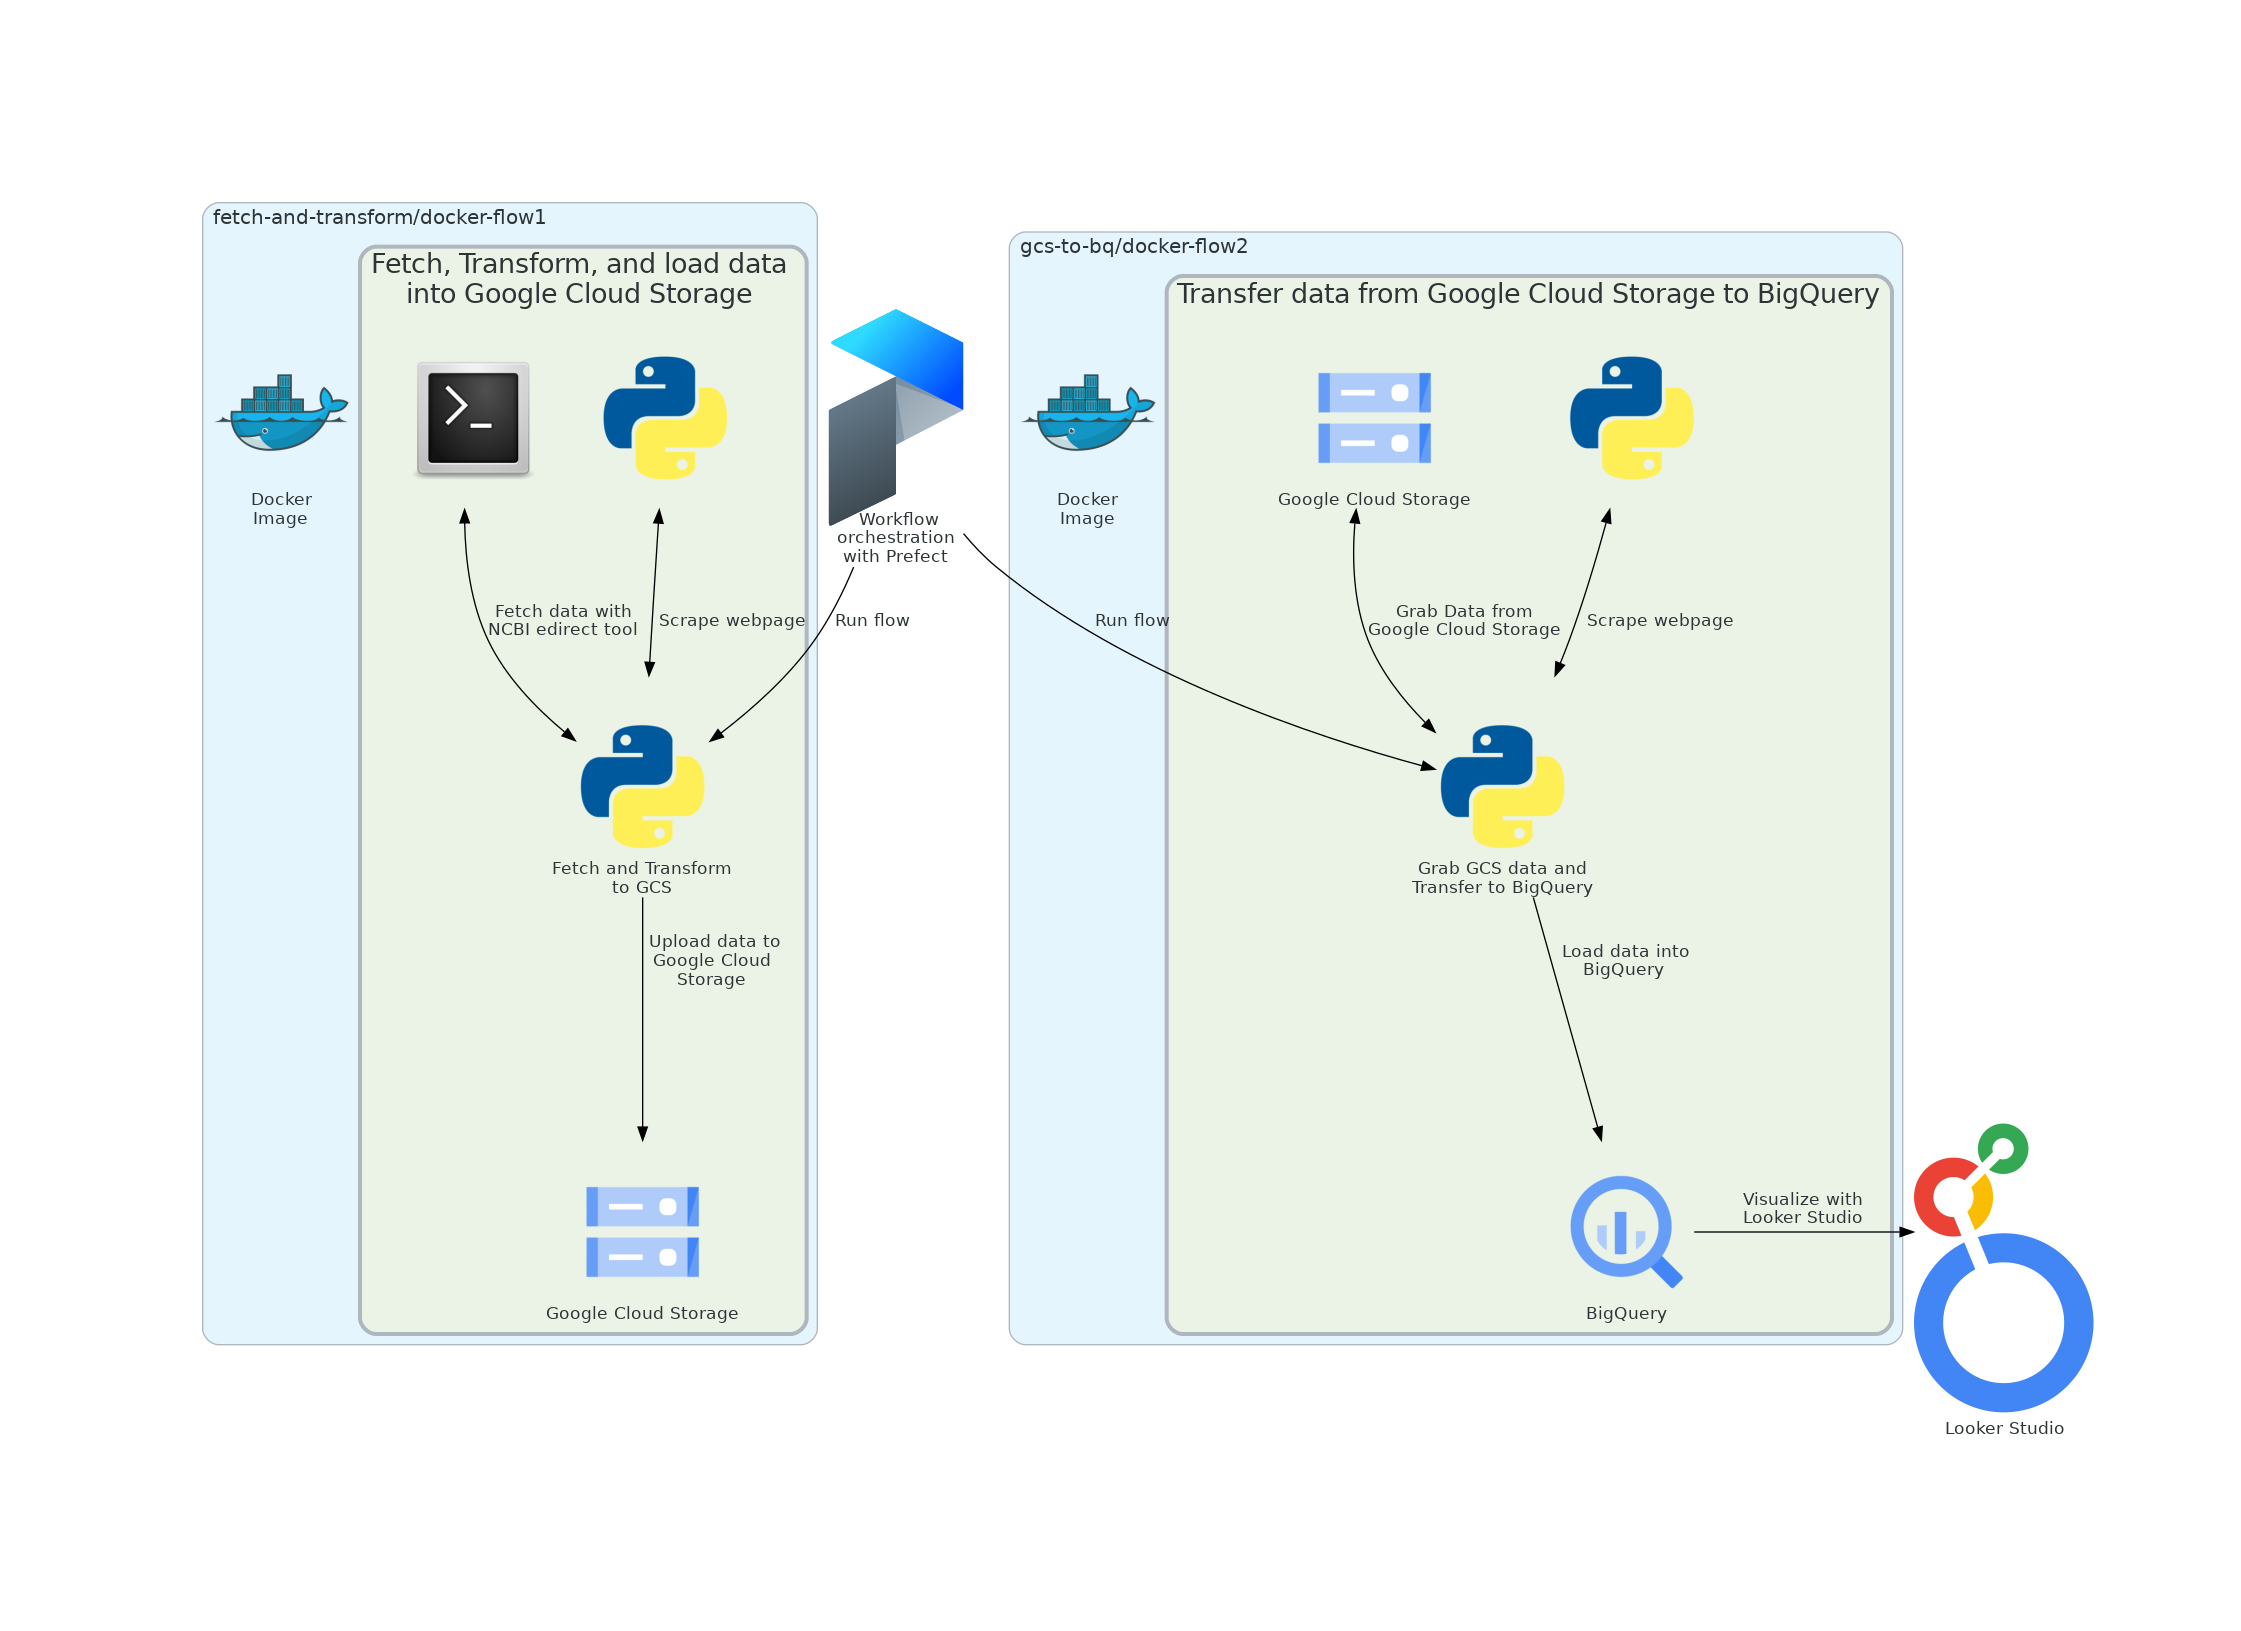 fetch-and-transform/docker-flow1
Fetch, Transform, and load data
into Google Cloud Storage
Docker
Image
Fetch data with
NCBI edirect tool
Scrape webpage
Fetch and Transform
to GCS
Upload data to
Google Cloud
Storage
Google Cloud Storage
Workflow
orchestration
with Prefect
Run flow
Run flow
gcs-to-bq/docker-flow2
Transfer data from Google Cloud Storage to BigQuery
Docker
Image
Google Cloud Storage
Grab Data from
Google Cloud Storage
Scrape webpage
Grab GCS data and
Transfer to BigQuery
Load data into
BigQuery
BigQuery
Visualize with
Looker Studio
Looker Studio